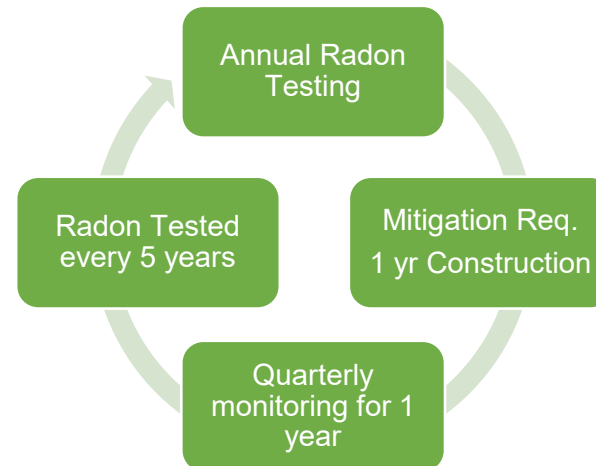 Annual Radon
Testing
Mitigation Req.
1 yr Construction
Quarterly
monitoring for 1
year
Radon Tested
every 5 years